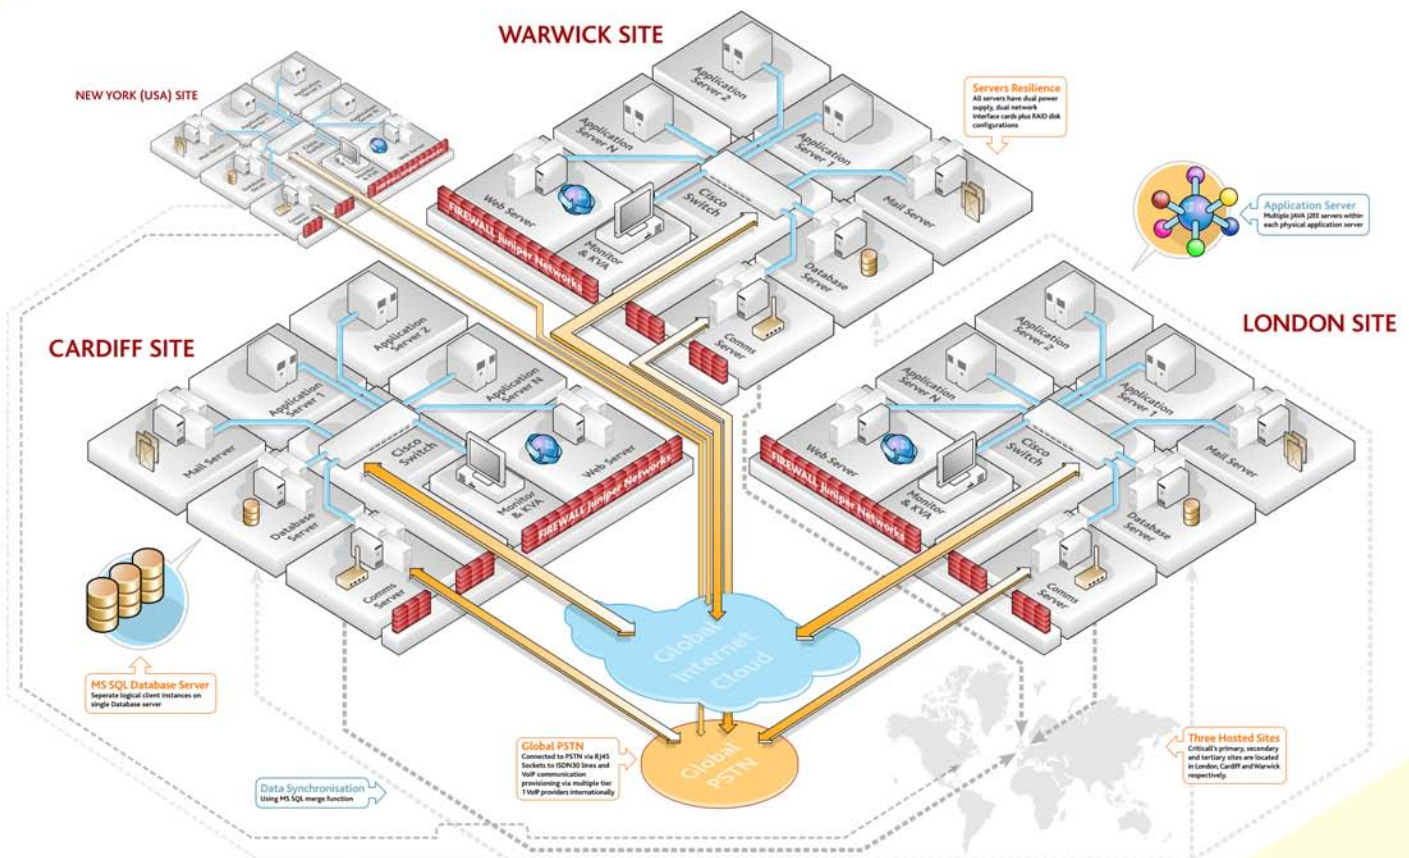 WARWICK SITE
NEW YORK (USA) SITE
Application
Server 2
Application
Server N
Application
Server 1
Web Server
Cisco
Switch
Mail Server
Monitor
& KVA
Database
Server
Comms
Server
FIREWALL Juniper Networks
Servers Resilience
All servers have dual power
supply, dual network
interface cards plus RAID disk
configurations
Application Server
Multiple JAVA J2EE servers within
each physical application server
CARDIFF SITE
Application
Server 2
Application
Server 1
Application
Server N
Mail Server
Cisco
Switch
Web Server
Monitor
& KVA
Database
Server
Comms
Server
FIREWALL Juniper Networks
LONDON SITE
Application
Server 2
Application
Server N
Application
Server 1
Web Server
Cisco
Switch
Mail Server
Monitor
& KVA
Database
Server
Comms
Server
FIREWALL Juniper Networks
MS SQL Database Server
Seperate logical client instances on
single Database server
Global
Internet
Cloud
Global
PSTN
Global PSTN
Connected to PSTN via RJ45
Sockets to ISDN30 lines and
VoIP communication
provisioning via multiple tier
1 VoIP providers internationally
Three Hosted Sites
Criticall's primary, secondary
and tertiary sites are located
in London, Cardiff and Warwick
respectively.
Data Synchronisation
Using MS SQL merge function